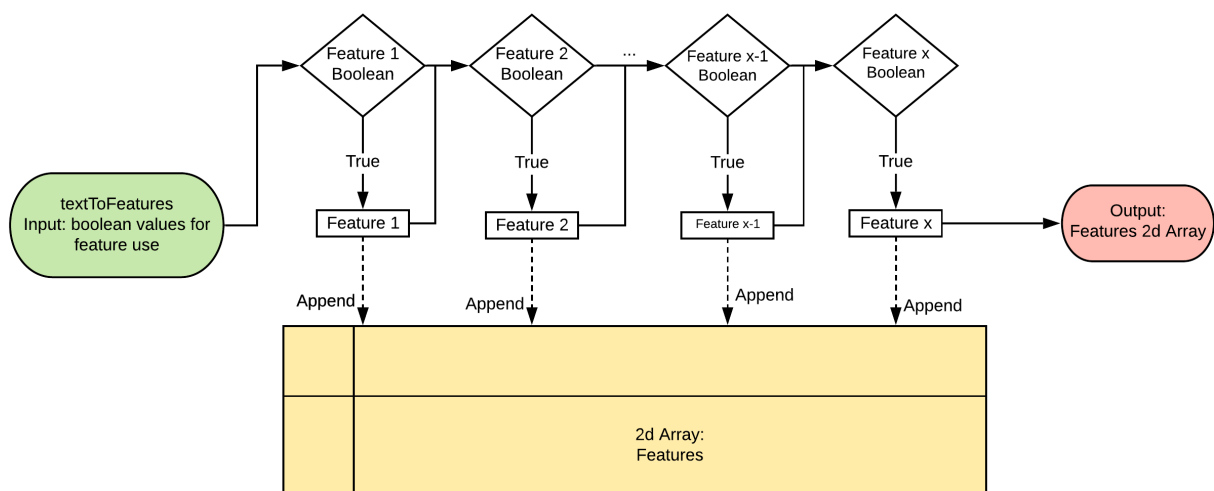 Feature 1
Boolean
Feature 2
Boolean
...
Feature x-1
Boolean
Feature x
Boolean
True
True
True
True
textToFeatures
Input: boolean values for
feature use
Feature 1
Feature 2
Feature x-1
Feature x
Output:
Features 2d Array
Append
Append
Append
Append
2d Array:
Features